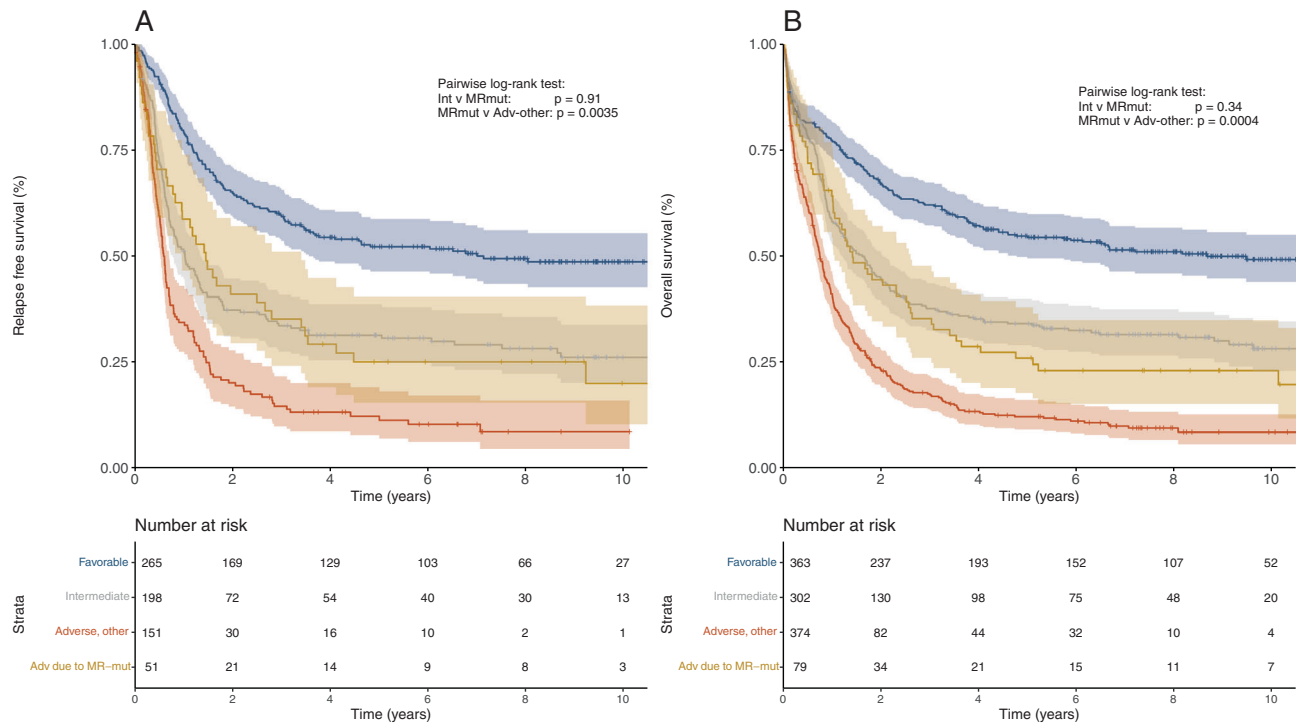 A
Relapse free survival (%)
1.00
0.75
0.50
0.25
0.00
Pairwise log-rank test:
Int v MRmut: p = 0.91
MRmut v Adv-other: p = 0.0035
0 2 4 6 8 10
Time (years)
Number at risk
Strata
Favorable 265 169 129 103 66 27
Intermediate 198 72 54 40 30 13
Adverse, other 151 30 16 10 2 1
Adv due to MR−mut 51 21 14 9 8 3
0 2 4 6 8 10
Time (years)
B
Overall survival (%)
1.00
0.75
0.50
0.25
0.00
Pairwise log-rank test:
Int v MRmut: p = 0.34
MRmut v Adv-other: p = 0.0004
0 2 4 6 8 10
Time (years)
Number at risk
Strata
Favorable 363 237 193 152 107 52
Intermediate 302 130 98 75 48 20
Adverse, other 374 82 44 32 10 4
Adv due to MR−mut 79 34 21 15 11 7
0 2 4 6 8 10
Time (years)